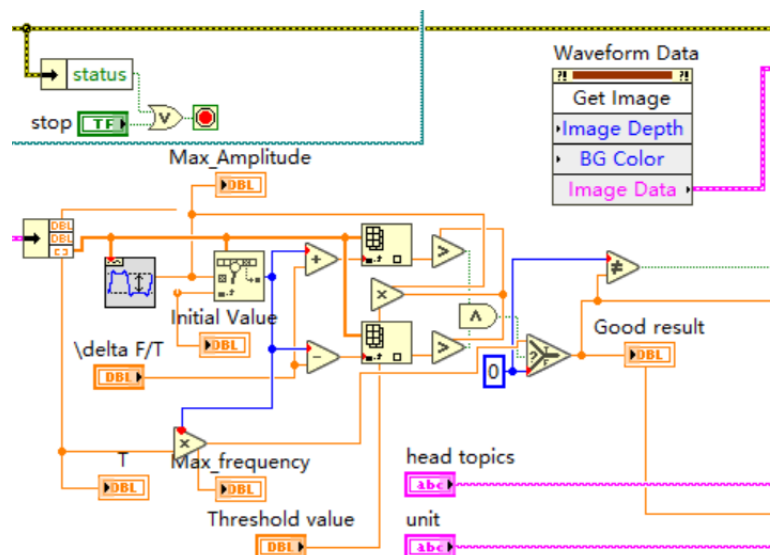 status
stop
TF
Max_Amplitude
DBL
Waveform Data
Get Image
Image Depth
BG Color
Image Data
DBL
DBL
Initial Value
DBL
\delta F/T
DBL
T
DBL
Max_frequency
DBL
Threshold value
DBL
0
Good result
DBL
head topics
abc
unit
abc